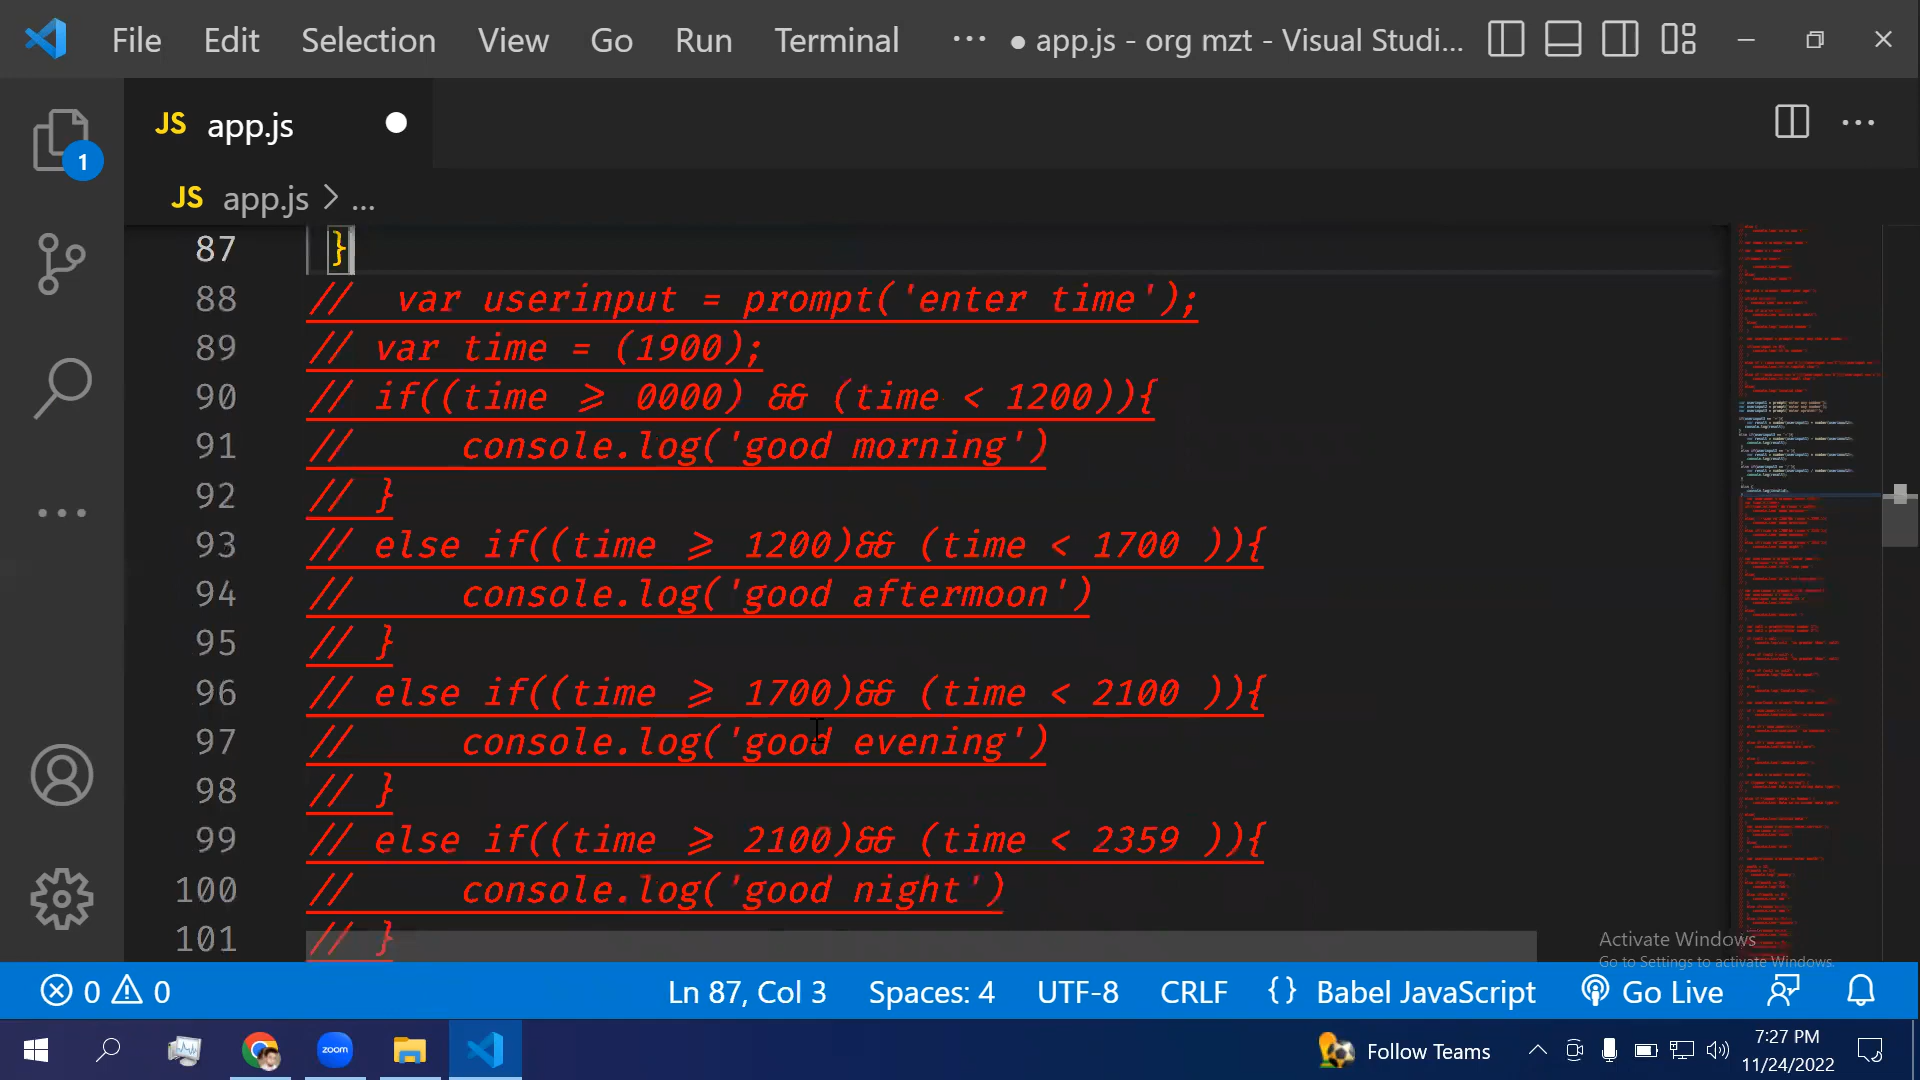 File Edit Selection View Go Run Terminal ··· ● app.js - org mzt - Visual Studi...
JS app.js
1
JS app.js > ...
87 }
88 //  var userinput = prompt('enter time');
89 // var time = (1900);
90 // if((time >= 0000) && (time < 1200)){
91 //     console.log('good morning')
92 // }
93 // else if((time >= 1200)&& (time < 1700 )){
94 //     console.log('good aftermoon')
95 // }
96 // else if((time >= 1700)&& (time < 2100 )){
97 //     console.log('good evening')
98 // }
99 // else if((time >= 2100)&& (time < 2359 )){
100 //     console.log('good night')
101 // }
Activate Windows
Go to Settings to activate Windows.
0 0 Ln 87, Col 3 Spaces: 4 UTF-8 CRLF {} Babel JavaScript Go Live
zoom Follow Teams 7:27 PM
11/24/2022